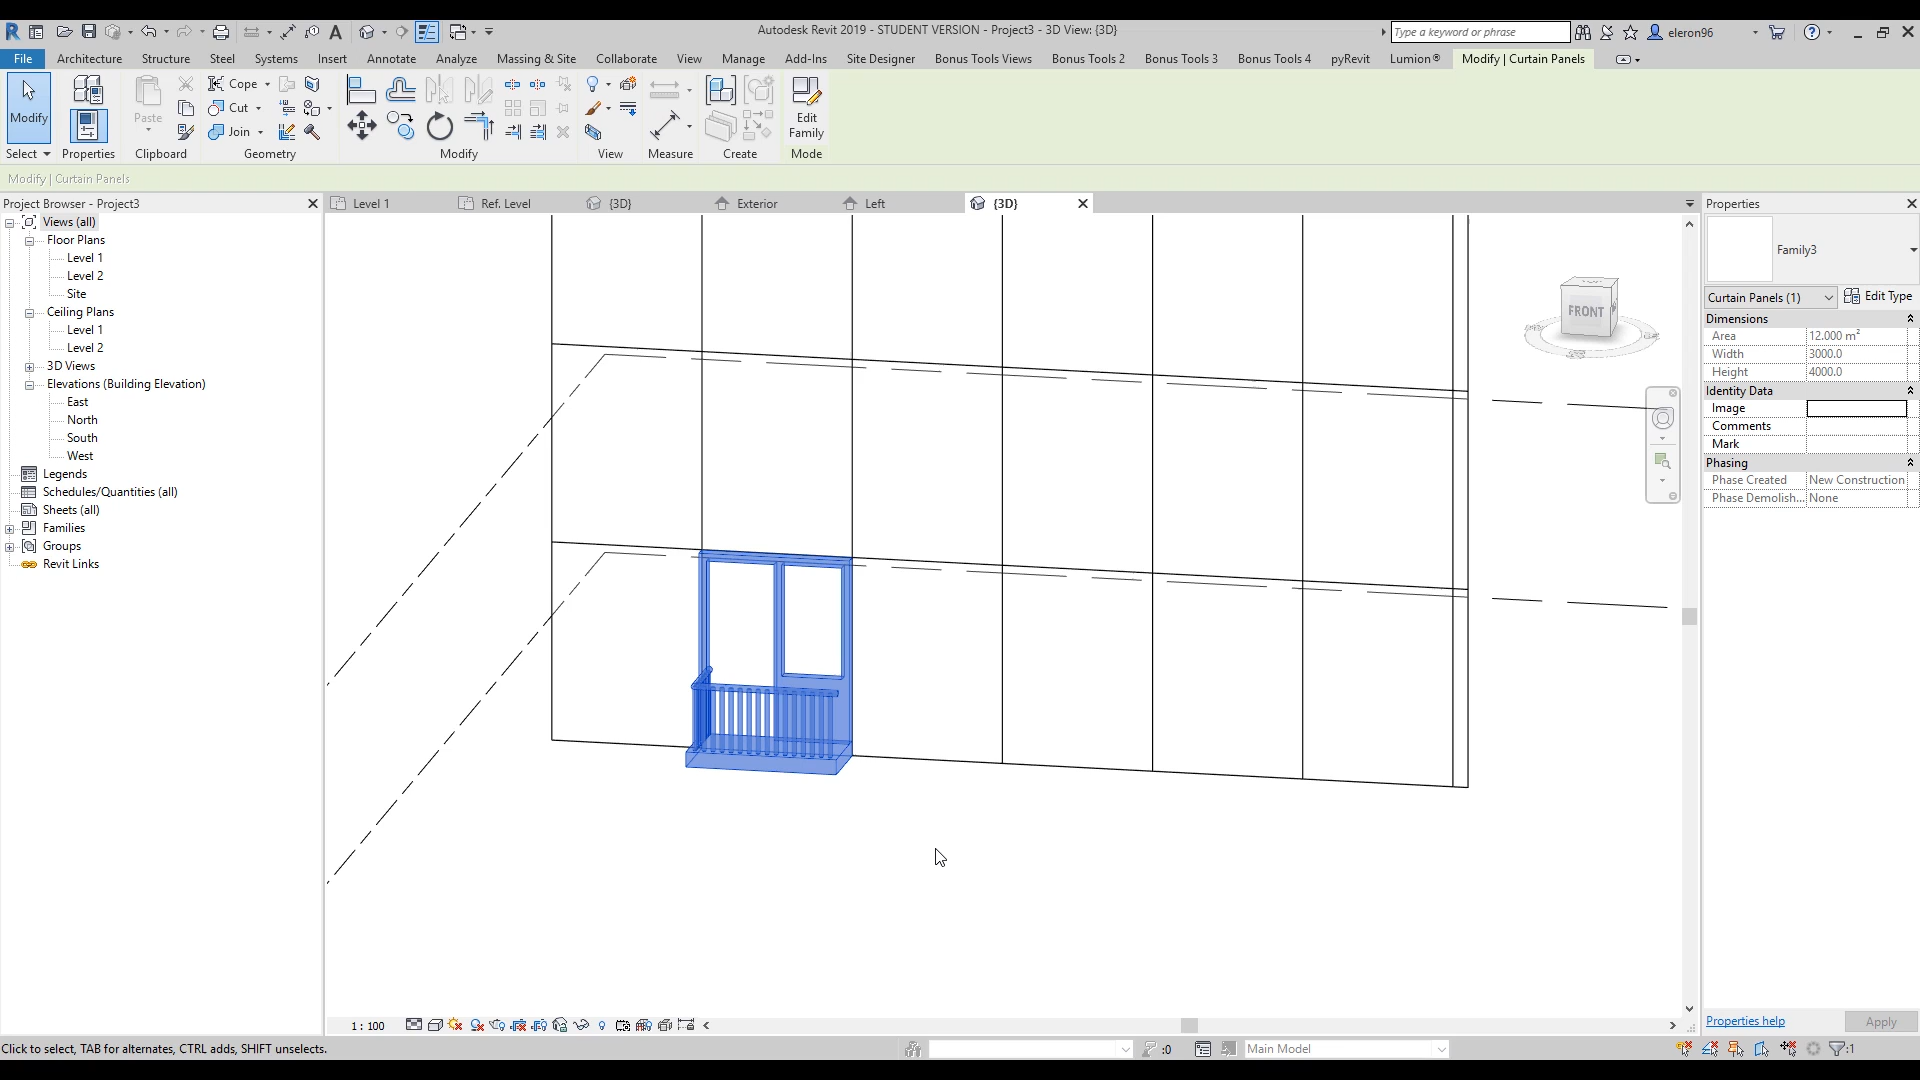 Autodesk Revit 2019 - STUDENT VERSION - Project3 - 3D View: {3D}
Type a keyword or phrase
eleron96
File
Architecture
Structure
Steel
Systems
Insert
Annotate
Analyze
Massing & Site
Collaborate
View
Manage
Add-Ins
Site Designer
Bonus Tools Views
Bonus Tools 2
Bonus Tools 3
Bonus Tools 4
pyRevit
Lumion®
Modify | Curtain Panels
Modify
Paste
Cope
Cut
Join
Edit
Family
Select
Properties
Clipboard
Geometry
Modify
View
Measure
Create
Mode
Modify | Curtain Panels
Project Browser - Project3
Level 1
Ref. Level
{3D}
Exterior
Left
{3D}
Properties
Views (all)
Floor Plans
Level 1
Level 2
Site
Ceiling Plans
Level 1
Level 2
3D Views
Elevations (Building Elevation)
East
North
South
West
Legends
Schedules/Quantities (all)
Sheets (all)
Families
Groups
Revit Links
FRONT
Family3
Curtain Panels (1)
Edit Type
Dimensions
Area 12.000 m²
Width 3000.0
Height 4000.0
Identity Data
Image
Comments
Mark
Phasing
Phase Created New Construction
Phase Demolish... None
1 : 100
Properties help
Apply
Click to select, TAB for alternates, CTRL adds, SHIFT unselects.
:0
Main Model
:1